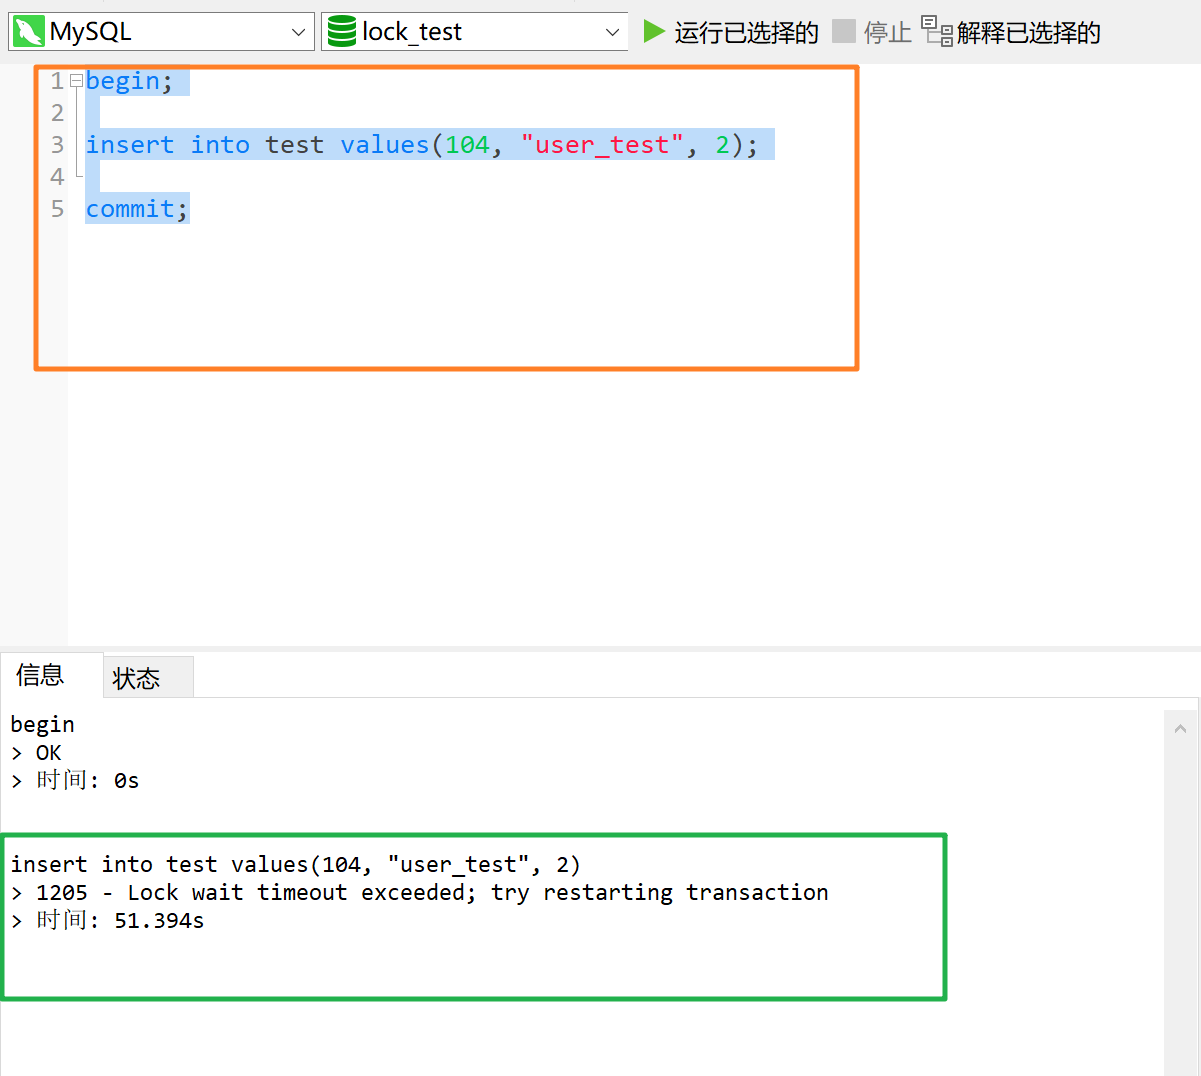 MySQL lock_test 运行已选择的 停止 解释已选择的
1 begin;
2
3 insert into test values(104, "user_test", 2);
4
5 commit;
信息 状态
begin
> OK
> 时间: 0s
insert into test values(104, "user_test", 2)
> 1205 - Lock wait timeout exceeded; try restarting transaction
> 时间: 51.394s